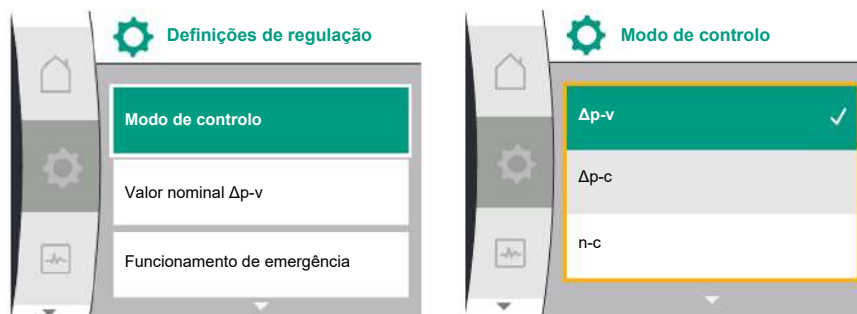 Definições de regulação
Modo de controlo
Valor nominal Δp-v
Funcionamento de emergência
Modo de controlo
Δp-v
Δp-c
n-c